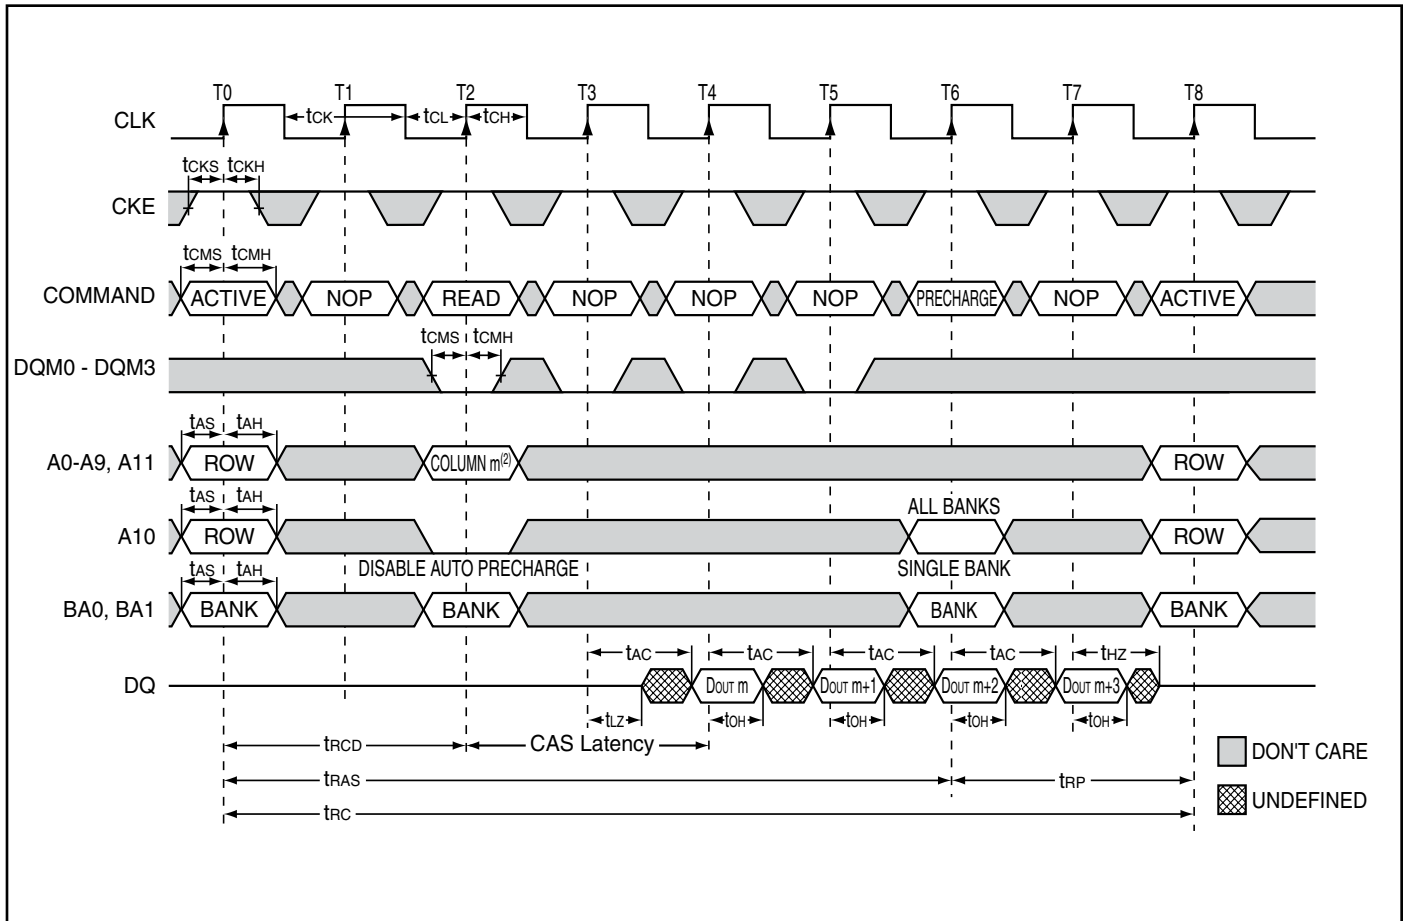 T0 T1 T2 T3 T4 T5 T6 T7 T8
CLK tCK tCL tCH
tCKS tCKH
CKE
tCMS tCMH
COMMAND ACTIVE NOP READ NOP NOP NOP PRECHARGE NOP ACTIVE
tCMS tCMH
DQM0 - DQM3
tAS tAH
A0-A9, A11 ROW COLUMN m(2) ROW
tAS tAH ALL BANKS
A10 ROW ROW
tAS tAH DISABLE AUTO PRECHARGE SINGLE BANK
BA0, BA1 BANK BANK BANK BANK
tAC tAC tAC tAC tHZ
DQ DOUT m DOUT m+1 DOUT m+2 DOUT m+3
tLZ tOH tOH tOH tOH
tRCD CAS Latency
DON'T CARE
tRAS tRP
UNDEFINED
tRC